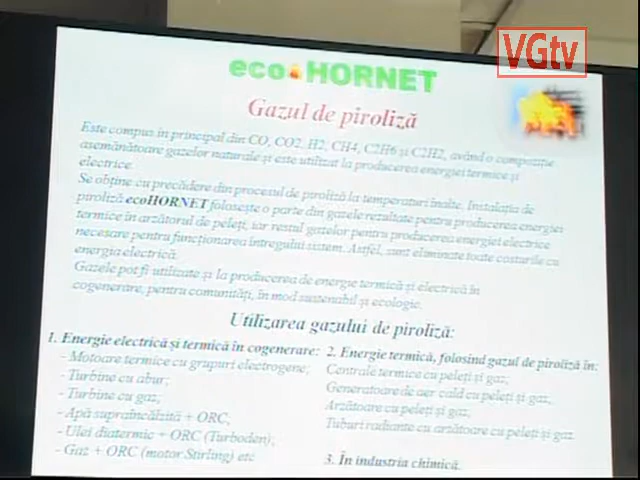 VGtv
eco HORNET
Gazul de piroliză
Este compus în principal din CO, CO2, H2, CH4, C2H6 și C2H2, având o compoziție
asemănătoare gazelor naturale și este utilizat la producerea energiei termice și
electrice.
Se obține cu precădere din procesul de piroliză la temperaturi înalte. Instalația de
piroliză ecoHORNET folosește o parte din gazele rezultate pentru producerea energiei
termice în arzătorul de peleți, iar restul gazelor pentru producerea energiei electrice
necesare pentru funcționarea întregului sistem. Astfel, sunt eliminate toate costurile cu
energia electrică.
Gazele pot fi utilizate și la producerea de energie termică și electrică în
cogenerare, pentru comunități, în mod sustenabil și ecologic.
Utilizarea gazului de piroliză:
1. Energie electrică și termică în cogenerare:
- Motoare termice cu grupuri electrogene;
- Turbine cu abur;
- Turbine cu gaz;
- Apă supraîncălzită + ORC;
- Ulei diatermic + ORC (Turboden);
- Gaz + ORC (motor Stirling) etc
2. Energie termică, folosind gazul de piroliză în:
Centrale termice cu peleți și gaz;
Generatoare de aer cald cu peleți și gaz;
Arzătoare cu peleți și gaz;
Tuburi radiante cu arzătoare cu peleți și gaz.
3. În industria chimică.